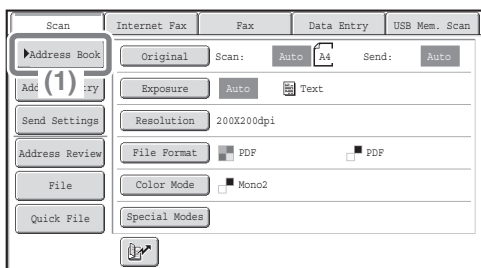 Scan Internet Fax Fax Data Entry USB Mem. Scan
Address Book Original Scan: Auto A4 Send: Auto
(1)
Exposure Auto Text
Send Settings Resolution 200X200dpi
Address Review File Format PDF PDF
File Color Mode Mono2
Quick File Special Modes